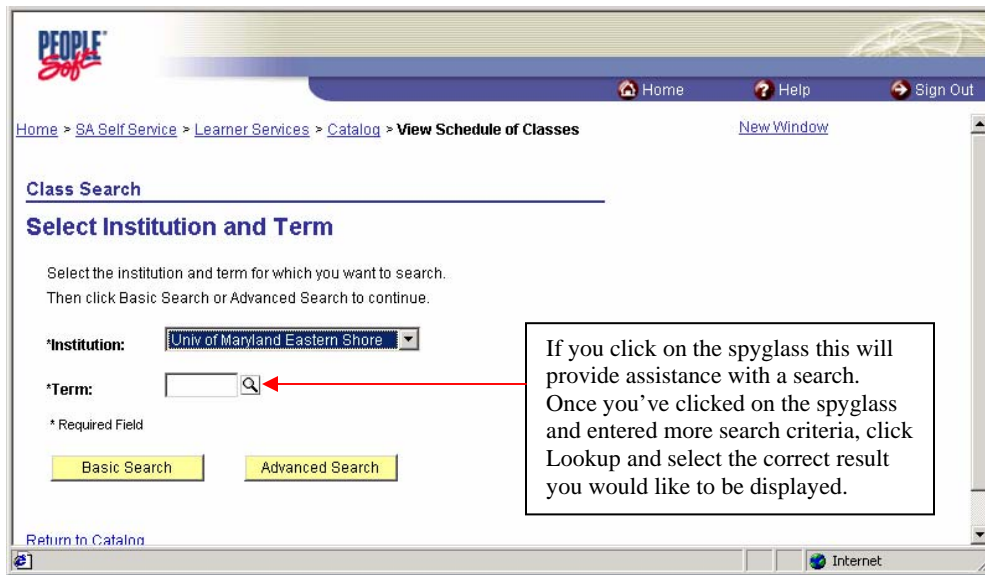 PEOPLE
Soft
Home Help Sign Out
Home > SA Self Service > Learner Services > Catalog > View Schedule of Classes New Window
Class Search
Select Institution and Term
Select the institution and term for which you want to search.
Then click Basic Search or Advanced Search to continue.
*Institution: Univ of Maryland Eastern Shore
*Term:
* Required Field
Basic Search Advanced Search
If you click on the spyglass this will
provide assistance with a search.
Once you've clicked on the spyglass
and entered more search criteria, click
Lookup and select the correct result
you would like to be displayed.
Return to Catalog
Internet